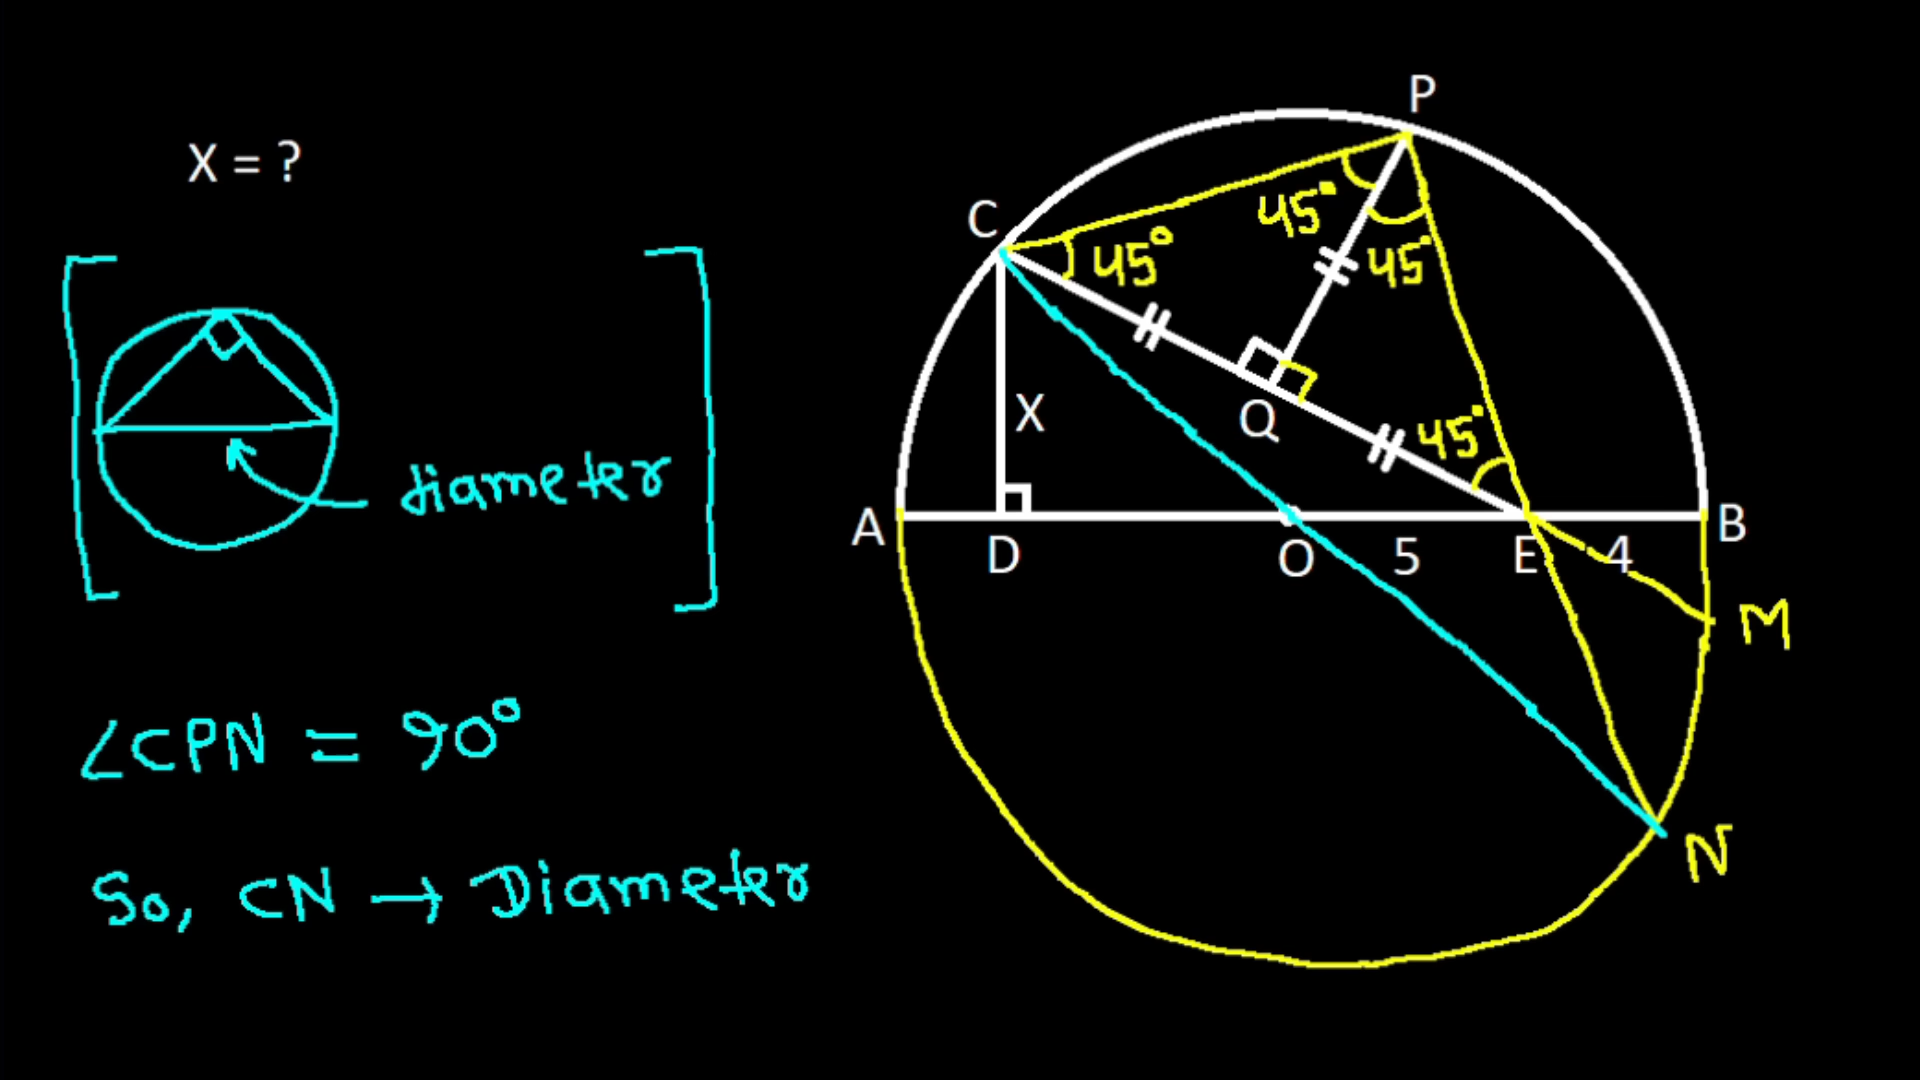 X = ?
diameter
∠CPN = 90°
So, CN → Diameter
P
C
45°
45°
45°
X
Q
45°
A
D
O
5
E
4
B
M
N